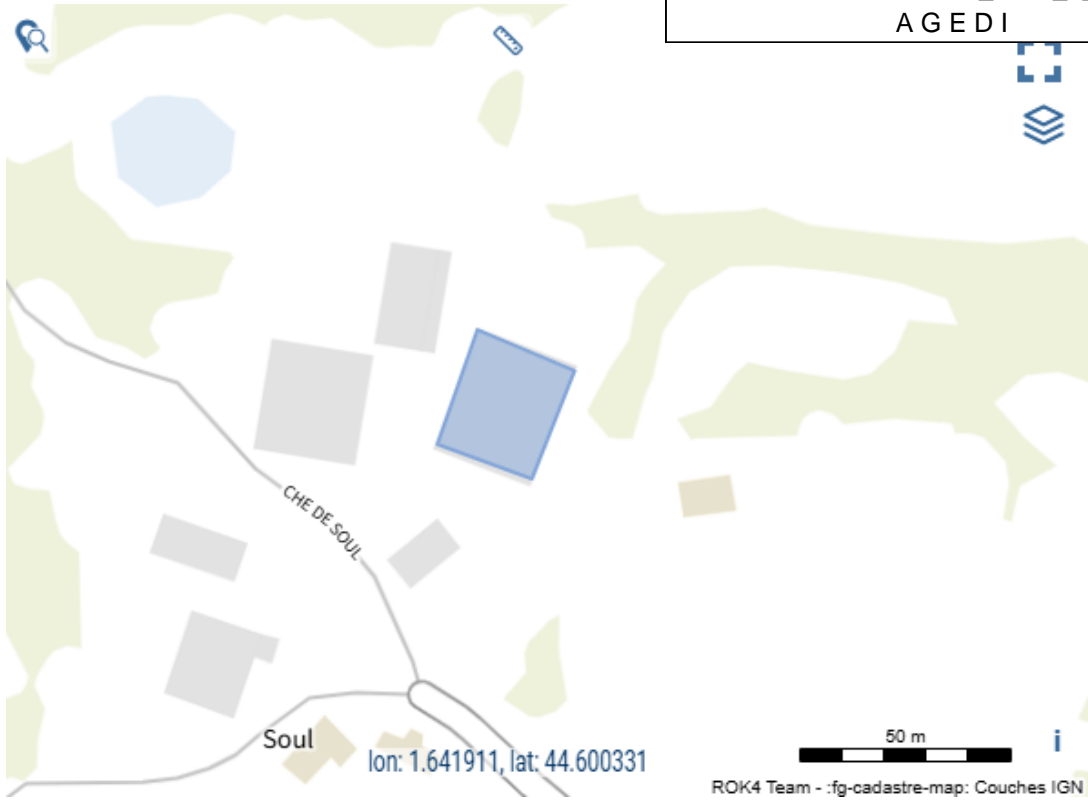 AGEDI
CHE DE SOUL
Soul
lon: 1.641911, lat: 44.600331
50 m
i
ROK4 Team - :fg-cadastre-map: Couches IGN